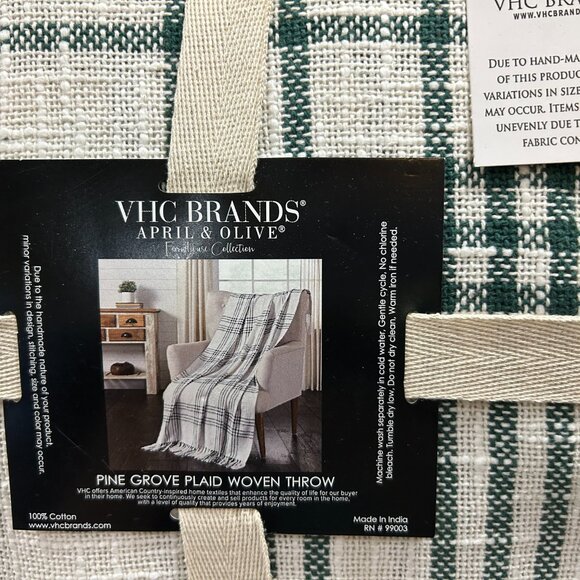 VHC BRA
WWW.VHCBRAND
DUE TO HAND-MA
OF THIS PRODUC
VARIATIONS IN SIZE
MAY OCCUR. ITEMS
UNEVENLY DUE T
FABRIC CON
VHC BRANDS®
APRIL & OLIVE®
Farmhouse Collection
Due to the handmade nature of your product,
minor variations in design, stitching, size and color may occur.
Machine wash separately in cold water. Gentle cycle. No chlorine
bleach. Tumble dry low. Do not dry clean. Warm iron if needed.
PINE GROVE PLAID WOVEN THROW
VHC offers American Country-inspired home textiles that enhance the quality of life for our buyer
in their home. We seek to continuously create and sell products for every room in the home,
with a level of quality that provides years of enjoyment.
100% Cotton
www.vhcbrands.com
Made in India
RN # 99003